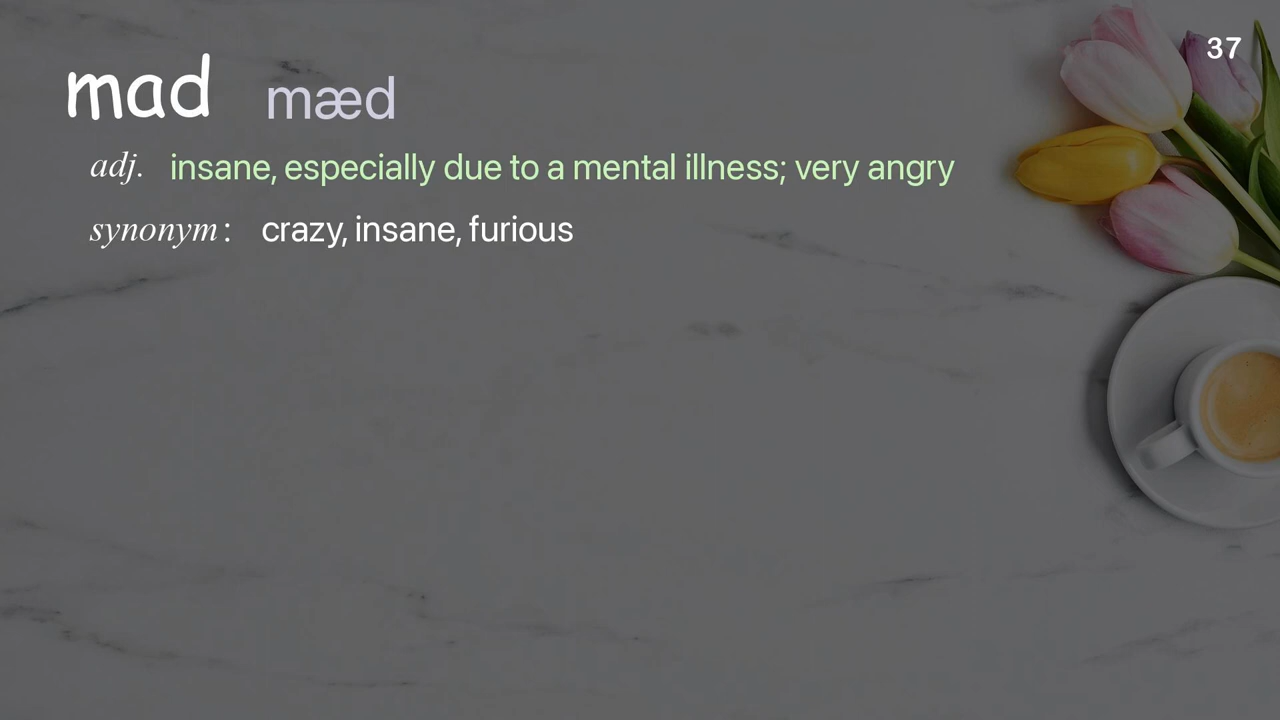 37
mad mæd
adj. insane, especially due to a mental illness; very angry
synonym : crazy, insane, furious